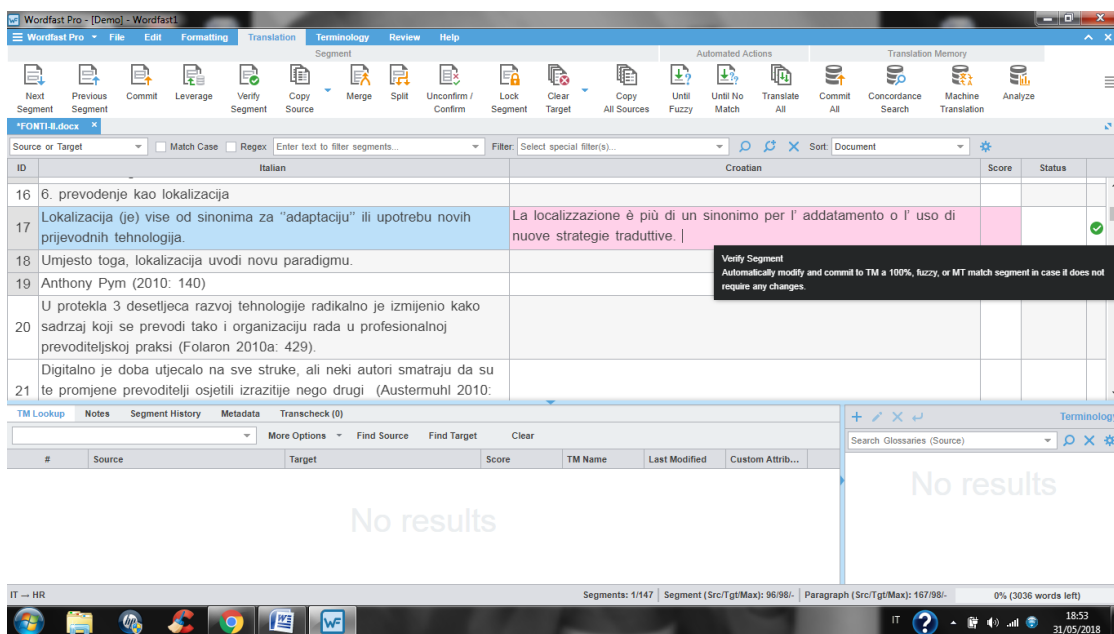 Wordfast Pro - [Demo] - Wordfast1
Wordfast Pro File Edit Formatting Translation Terminology Review Help
Segment Automated Actions Translation Memory
Next Segment Previous Segment Commit Leverage Verify Segment Copy Source Merge Split Unconfirm / Confirm Lock Segment Clear Target Copy All Sources Until Fuzzy Until No Match Translate All Commit All Concordance Search Machine Translation Analyze
*FONTI-II.docx
Source or Target Match Case Regex Enter text to filter segments... Filter: Select special filter(s)... Sort: Document
ID Italian Croatian Score Status
16 6. prevodenje kao lokalizacija
17 Lokalizacija (je) vise od sinonima za "adaptaciju" ili upotrebu novih
prijevodnih tehnologija.
La localizzazione è più di un sinonimo per l' addatamento o l' uso di
nuove strategie traduttive.
Verify Segment
Automatically modify and commit to TM a 100%, fuzzy, or MT match segment in case it does not
require any changes.
18 Umjesto toga, lokalizacija uvodi novu paradigmu.
19 Anthony Pym (2010: 140)
20 U protekla 3 desetljeca razvoj tehnologije radikalno je izmijenio kako
sadrzaj koji se prevodi tako i organizaciju rada u profesionalnoj
prevoditeljskoj praksi (Folaron 2010a: 429).
21 Digitalno je doba utjecalo na sve struke, ali neki autori smatraju da su
te promjene prevoditelji osjetili izrazitije nego drugi (Austermuhl 2010:
TM Lookup Notes Segment History Metadata Transcheck (0)
More Options Find Source Find Target Clear
# Source Target Score TM Name Last Modified Custom Attrib...
No results
Terminology
Search Glossaries (Source)
No results
IT → HR Segments: 1/147 Segment (Src/Tgt/Max): 96/98/- Paragraph (Src/Tgt/Max): 167/98/- 0% (3036 words left)
IT 18:53
31/05/2018